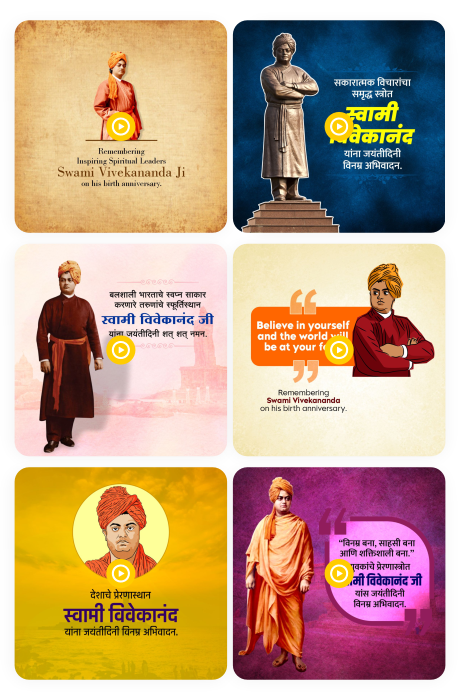 Remembering
Inspiring Spiritual Leaders
Swami Vivekananda Ji
on his birth anniversary.
सकारात्मक विचारांचा
समृद्ध स्त्रोत
स्वामी
विवेकानंद
यांना जयंतीदिनी
विनम्र अभिवादन.
बलशाली भारताचे स्वप्न साकार
करणारे तरुणांचे स्फूर्तिस्थान
स्वामी विवेकानंद जी
यांना जयंतीदिनी शत् शत् नमन.
Believe in yourself
and the world will
be at your
Remembering
Swami Vivekananda
on his birth anniversary.
देशाचे प्रेरणास्थान
स्वामी विवेकानंद
यांना जयंतीदिनी विनम्र अभिवादन.
“विनम्र बना, साहसी बना
आणि शक्तिशाली बना.”
प्रेरणास्त्रोत
विवेकानंद जी
यांस जयंतीदिनी
विनम्र अभिवादन.